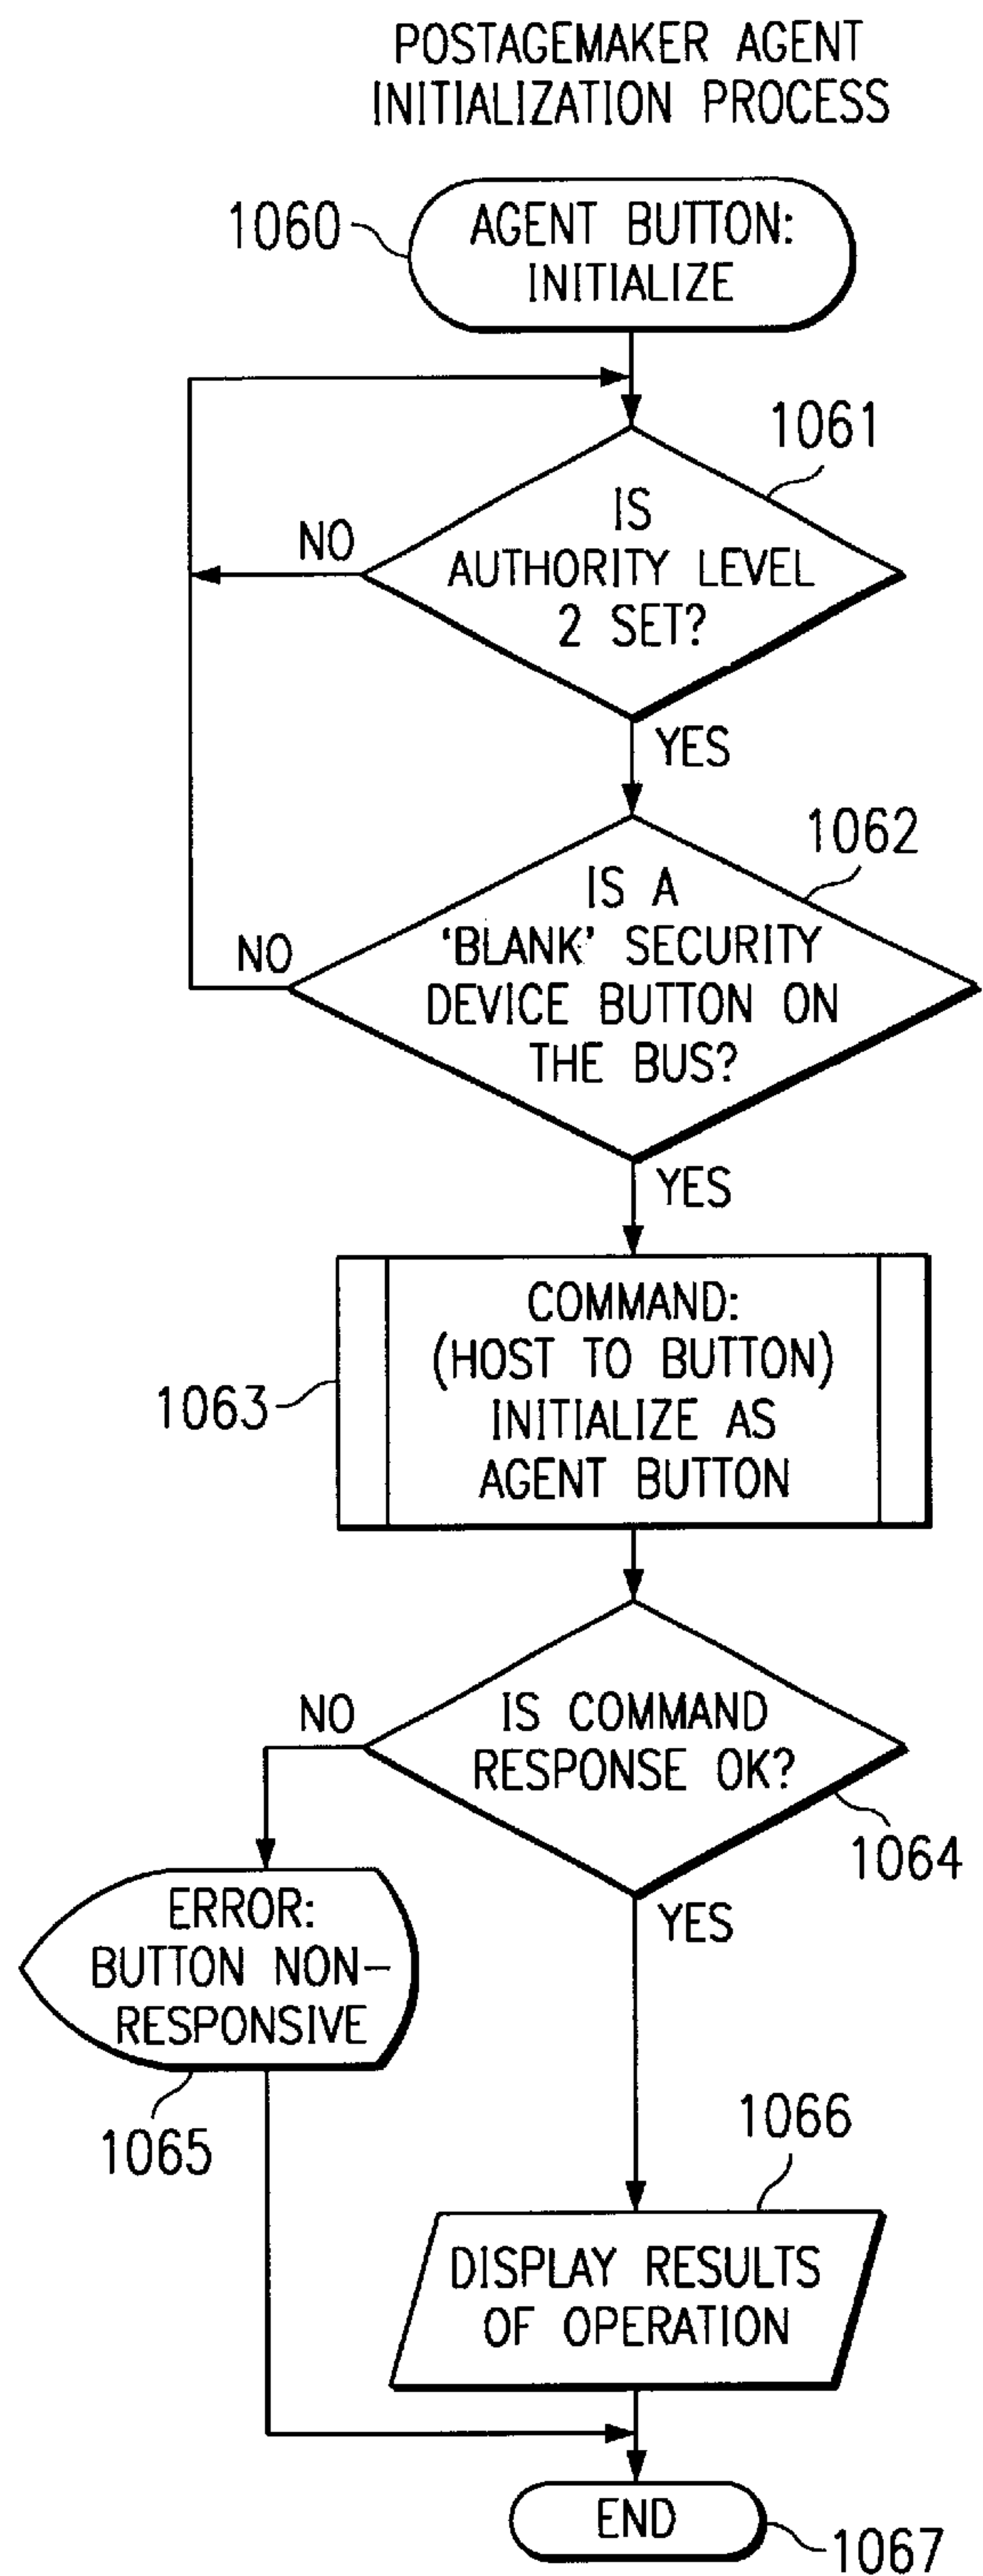 POSTAGEMAKER AGENT
INITIALIZATION PROCESS
1060
AGENT BUTTON:
INITIALIZE
1061
IS
AUTHORITY LEVEL
2 SET?
NO
YES
1062
IS A
'BLANK' SECURITY
DEVICE BUTTON ON
THE BUS?
NO
YES
1063
COMMAND:
(HOST TO BUTTON)
INITIALIZE AS
AGENT BUTTON
IS COMMAND
RESPONSE OK?
NO
1064
YES
ERROR:
BUTTON NON-
RESPONSIVE
1065
1066
DISPLAY RESULTS
OF OPERATION
END
1067